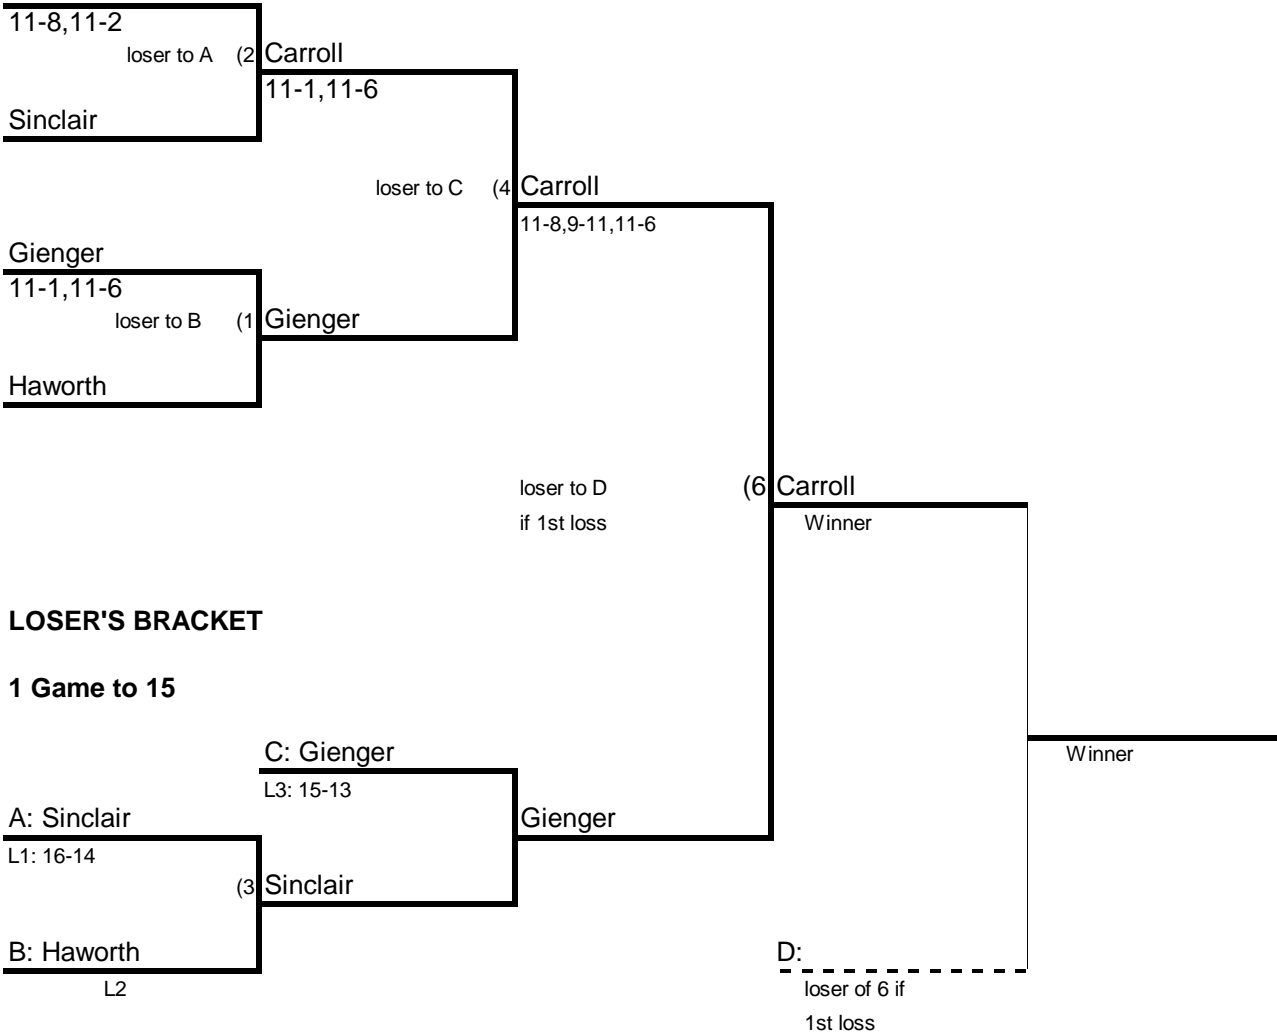 11-8,11-2
loser to A (2 Carroll
11-1,11-6
Sinclair
loser to C (4 Carroll
11-8,9-11,11-6
Gienger
11-1,11-6
loser to B (1 Gienger
Haworth
loser to D (6 Carroll
if 1st loss Winner
LOSER'S BRACKET
1 Game to 15
C: Gienger
Winner
L3: 15-13
A: Sinclair Gienger
L1: 16-14
(3 Sinclair
B: Haworth D:
L2 loser of 6 if
1st loss